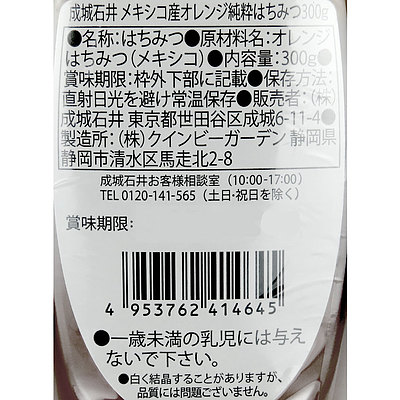 成城石井 メキシコ産オレンジ純粋はちみつ300g
●名称:はちみつ●原材料名:オレンジ
はちみつ(メキシコ)●内容量:300g●
賞味期限:枠外下部に記載●保存方法:
直射日光を避け常温保存●販売者:(株)
成城石井 東京都世田谷区成城6-11-4●
製造所:(株)クインビーガーデン 静岡県
静岡市清水区馬走北2-8
成城石井お客様相談室 (10:00-17:00)
TEL 0120-141-565 (土日・祝日を除く)
賞味期限:
4 953762 414645
●一歳未満の乳児には与え
ないで下さい。
●白く結晶することがありますが、
品質には問題ございません。